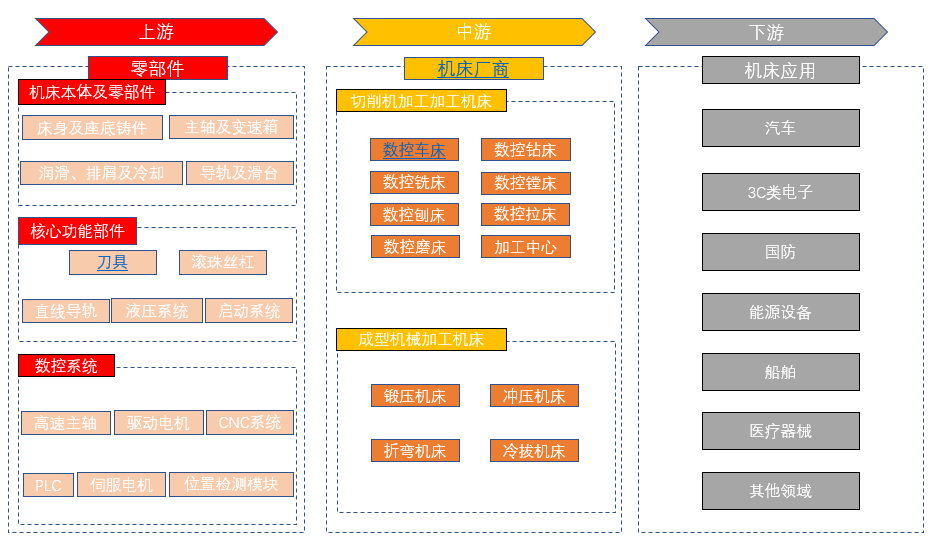 上游
零部件
机床本体及零部件
床身及座底铸件
主轴及变速箱
润滑、排屑及冷却
导轨及滑台
核心功能部件
刀具
滚珠丝杠
直线导轨
液压系统
启动系统
数控系统
高速主轴
驱动电机
CNC系统
PLC
伺服电机
位置检测模块
中游
机床厂商
切削机加工加工机床
数控车床
数控钻床
数控铣床
数控镗床
数控刨床
数控拉床
数控磨床
加工中心
成型机械加工机床
锻压机床
冲压机床
折弯机床
冷拔机床
下游
机床应用
汽车
3C类电子
国防
能源设备
船舶
医疗器械
其他领域